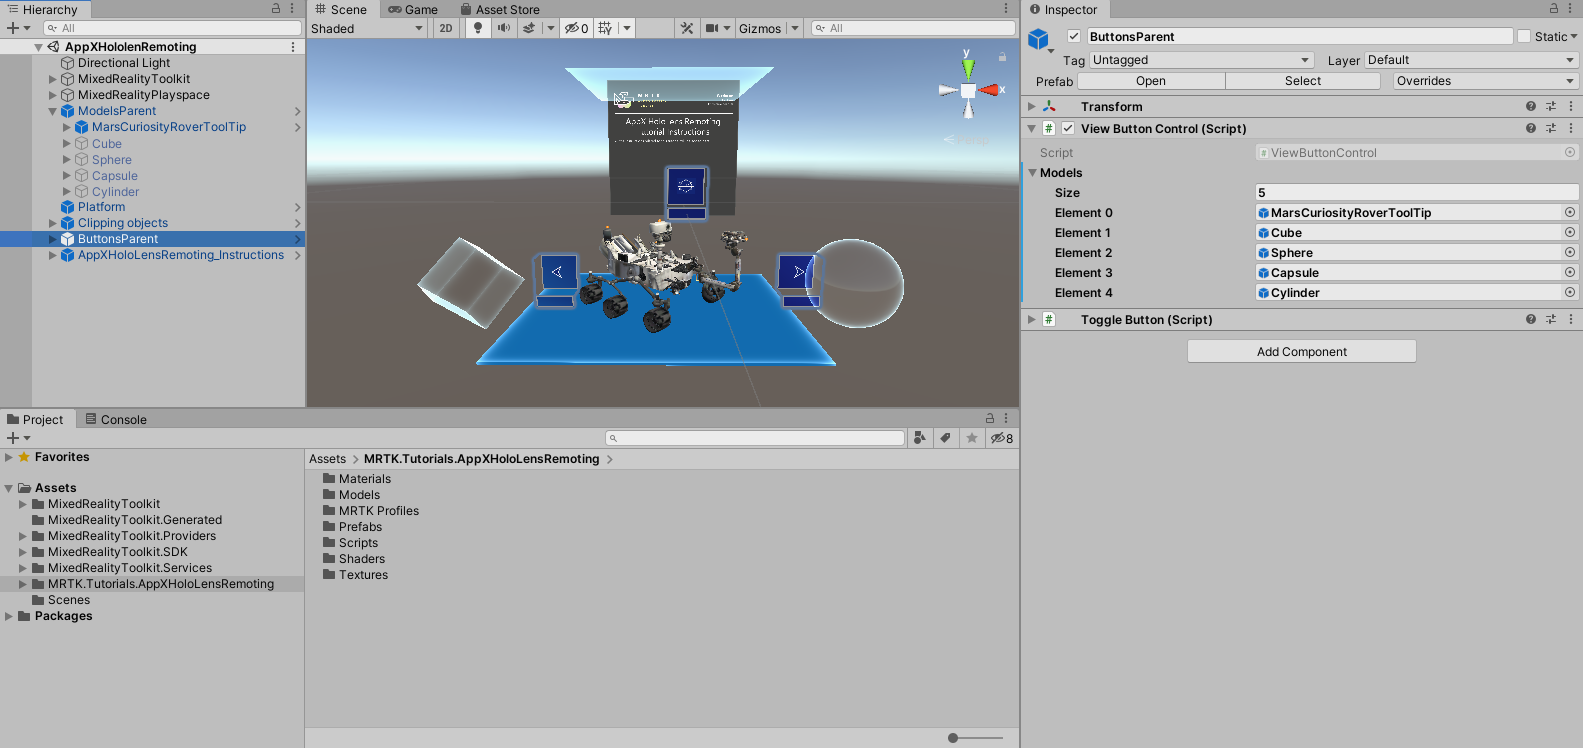 Hierarchy
All
AppXHololenRemoting
Directional Light
MixedRealityToolkit
MixedRealityPlayspace
ModelsParent
MarsCuriosityRoverToolTip
Cube
Sphere
Capsule
Cylinder
Platform
Clipping objects
ButtonsParent
AppXHoloLensRemoting_Instructions
Scene
Game
Asset Store
Shaded
2D
0
Gizmos
All
y
x
Persp
M R T K
AppX HoloLens Remoting
utorial Instructions
Inspector
ButtonsParent
Static
Tag Untagged
Layer Default
Prefab Open Select Overrides
Transform
View Button Control (Script)
Script ViewButtonControl
Models
Size 5
Element 0 MarsCuriosityRoverToolTip
Element 1 Cube
Element 2 Sphere
Element 3 Capsule
Element 4 Cylinder
Toggle Button (Script)
Add Component
Project
Console
8
Favorites
Assets
MixedRealityToolkit
MixedRealityToolkit.Generated
MixedRealityToolkit.Providers
MixedRealityToolkit.SDK
MixedRealityToolkit.Services
MRTK.Tutorials.AppXHoloLensRemoting
Scenes
Packages
Assets > MRTK.Tutorials.AppXHoloLensRemoting >
Materials
Models
MRTK Profiles
Prefabs
Scripts
Shaders
Textures